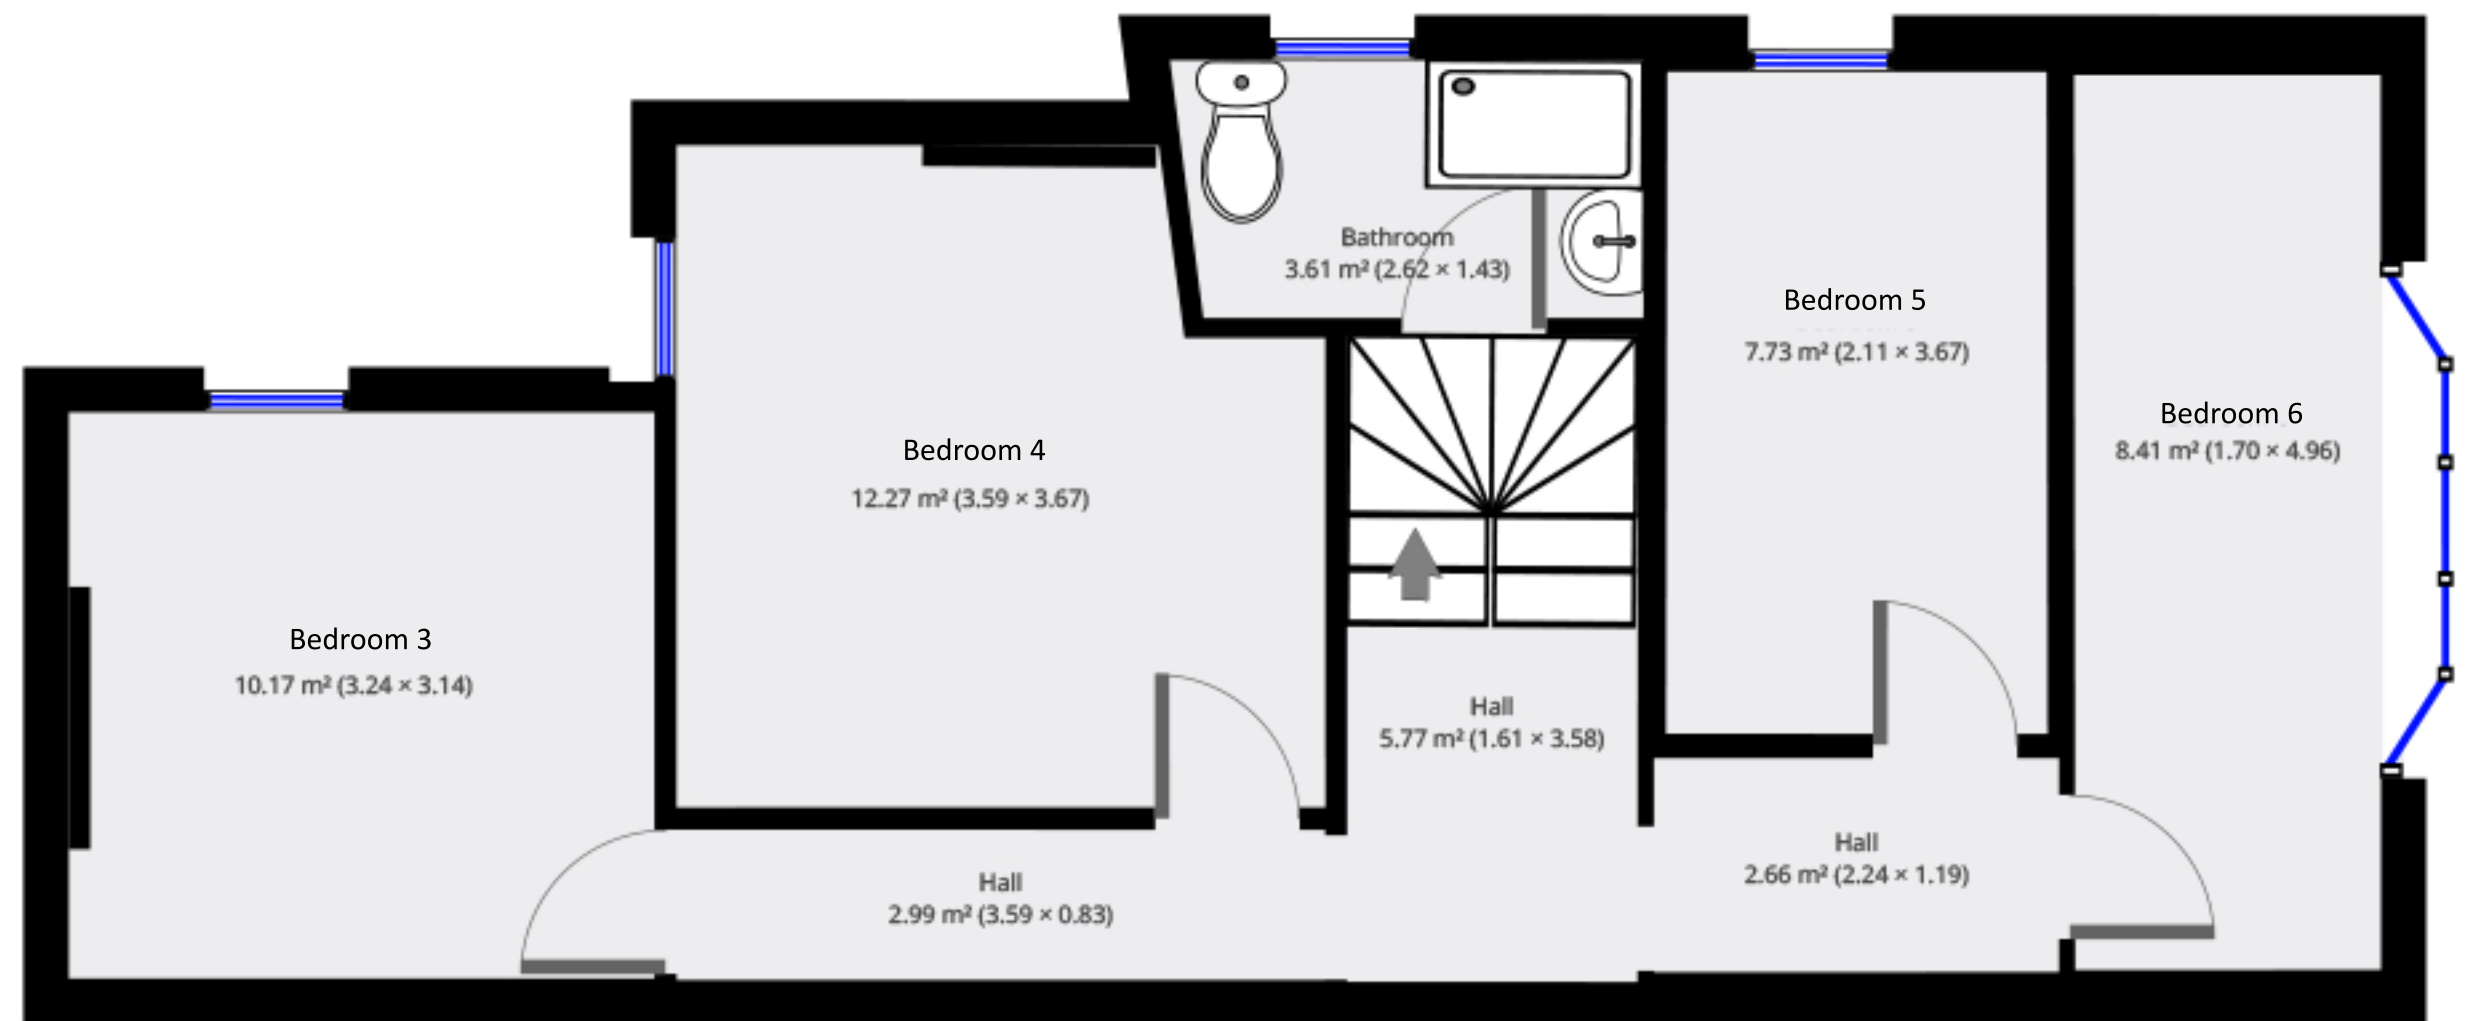 Bathroom
3.61 m² (2.62 × 1.43)
Bedroom 5
7.73 m² (2.11 × 3.67)
Bedroom 6
8.41 m² (1.70 × 4.96)
Bedroom 4
12.27 m² (3.59 × 3.67)
Bedroom 3
10.17 m² (3.24 × 3.14)
Hall
5.77 m² (1.61 × 3.58)
Hall
2.66 m² (2.24 × 1.19)
Hall
2.99 m² (3.59 × 0.83)